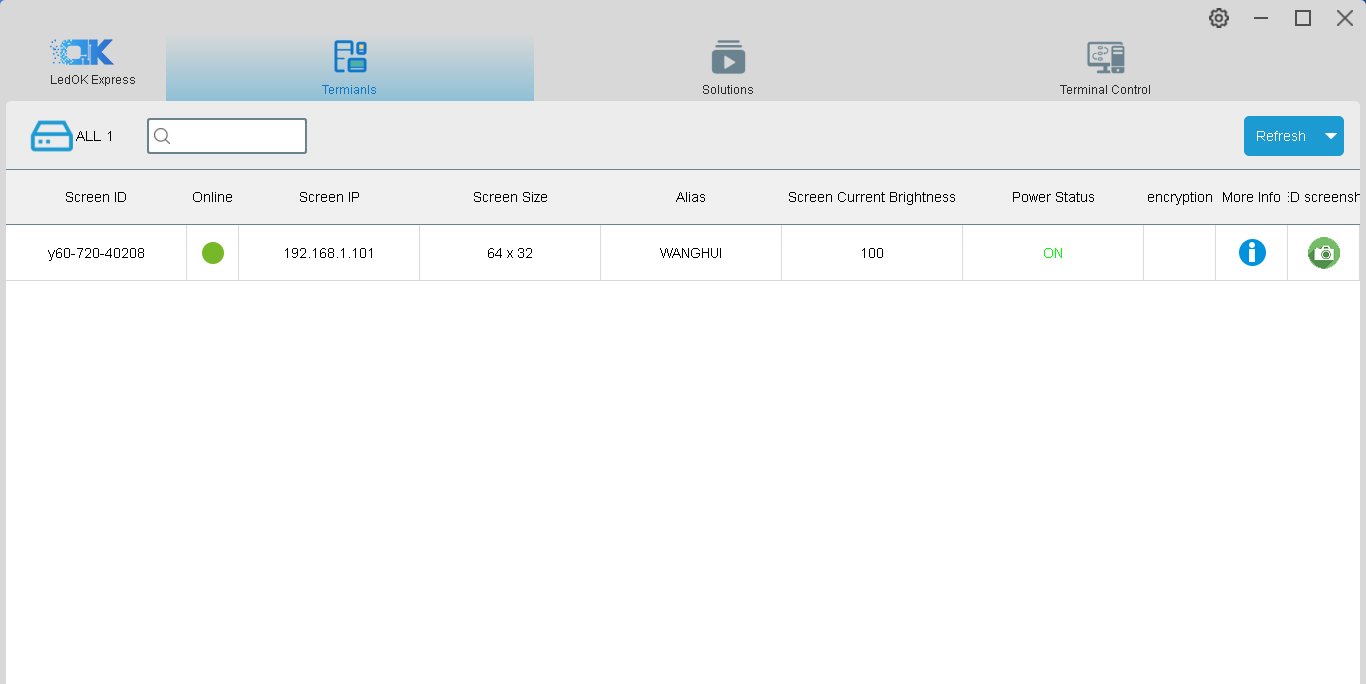 LedOK Express
Termianls
Solutions
Terminal Control
ALL 1
Refresh
Screen ID Online Screen IP Screen Size Alias Screen Current Brightness Power Status encryption More Info D screensh
y60-720-40208 192.168.1.101 64 x 32 WANGHUI 100 ON